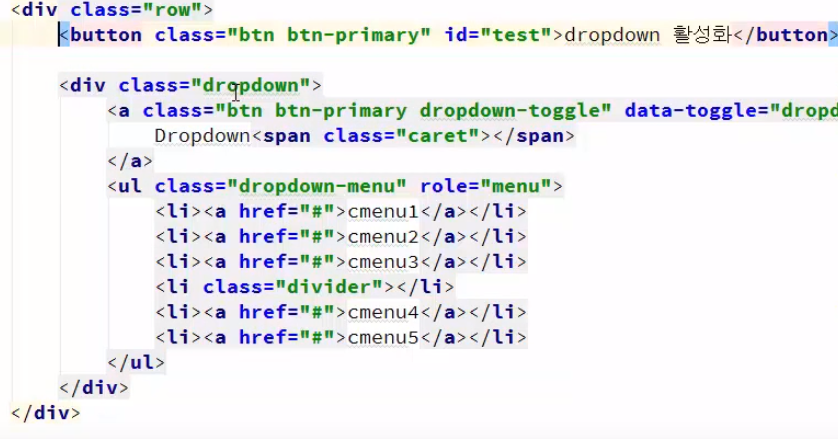 <div class="row">
<button class="btn btn-primary" id="test">dropdown 활성화</button>
<div class="dropdown">
<a class="btn btn-primary dropdown-toggle" data-toggle="dropd
Dropdown<span class="caret"></span>
</a>
<ul class="dropdown-menu" role="menu">
<li><a href="#">cmenu1</a></li>
<li><a href="#">cmenu2</a></li>
<li><a href="#">cmenu3</a></li>
<li class="divider"></li>
<li><a href="#">cmenu4</a></li>
<li><a href="#">cmenu5</a></li>
</ul>
</div>
</div>